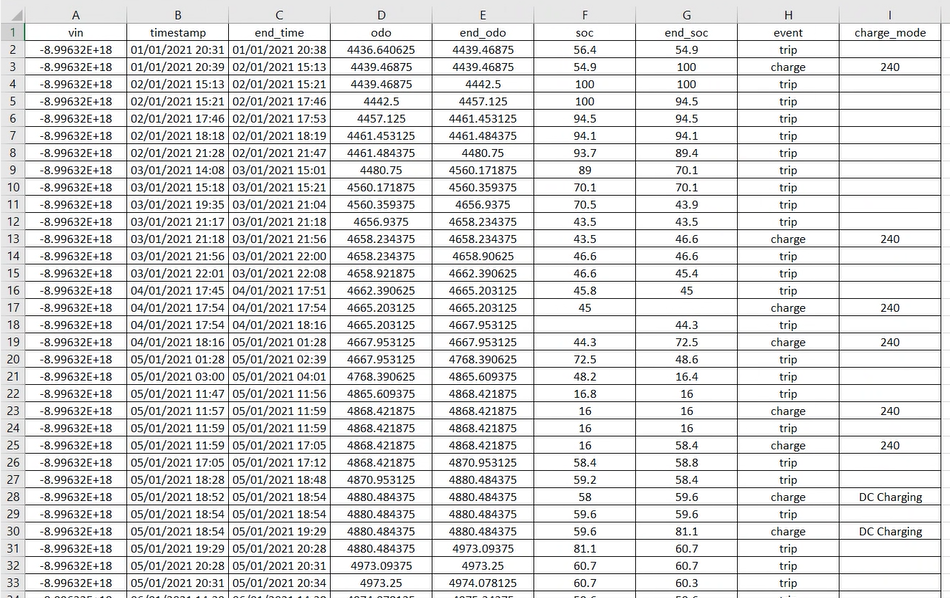 A B C D E F G H I
1 vin timestamp end_time odo end_odo soc end_soc event charge_mode
2 -8.99632E+18 01/01/2021 20:31 01/01/2021 20:38 4436.640625 4439.46875 56.4 54.9 trip
3 -8.99632E+18 01/01/2021 20:39 02/01/2021 15:13 4439.46875 4439.46875 54.9 100 charge 240
4 -8.99632E+18 02/01/2021 15:13 02/01/2021 15:21 4439.46875 4442.5 100 100 trip
5 -8.99632E+18 02/01/2021 15:21 02/01/2021 17:46 4442.5 4457.125 100 94.5 trip
6 -8.99632E+18 02/01/2021 17:46 02/01/2021 17:53 4457.125 4461.453125 94.5 94.5 trip
7 -8.99632E+18 02/01/2021 18:18 02/01/2021 18:19 4461.453125 4461.484375 94.1 94.1 trip
8 -8.99632E+18 02/01/2021 21:28 02/01/2021 21:47 4461.484375 4480.75 93.7 89.4 trip
9 -8.99632E+18 03/01/2021 14:08 03/01/2021 15:01 4480.75 4560.171875 89 70.1 trip
10 -8.99632E+18 03/01/2021 15:18 03/01/2021 15:21 4560.171875 4560.359375 70.1 70.1 trip
11 -8.99632E+18 03/01/2021 19:35 03/01/2021 21:04 4560.359375 4656.9375 70.5 43.9 trip
12 -8.99632E+18 03/01/2021 21:17 03/01/2021 21:18 4656.9375 4658.234375 43.5 43.5 trip
13 -8.99632E+18 03/01/2021 21:18 03/01/2021 21:56 4658.234375 4658.234375 43.5 46.6 charge 240
14 -8.99632E+18 03/01/2021 21:56 03/01/2021 22:00 4658.234375 4658.90625 46.6 46.6 trip
15 -8.99632E+18 03/01/2021 22:01 03/01/2021 22:08 4658.921875 4662.390625 46.6 45.4 trip
16 -8.99632E+18 04/01/2021 17:45 04/01/2021 17:51 4662.390625 4665.203125 45.8 45 trip
17 -8.99632E+18 04/01/2021 17:54 04/01/2021 17:54 4665.203125 4665.203125 45 charge 240
18 -8.99632E+18 04/01/2021 17:54 04/01/2021 18:16 4665.203125 4667.953125 44.3 trip
19 -8.99632E+18 04/01/2021 18:16 05/01/2021 01:28 4667.953125 4667.953125 44.3 72.5 charge 240
20 -8.99632E+18 05/01/2021 01:28 05/01/2021 02:39 4667.953125 4768.390625 72.5 48.6 trip
21 -8.99632E+18 05/01/2021 03:00 05/01/2021 04:01 4768.390625 4865.609375 48.2 16.4 trip
22 -8.99632E+18 05/01/2021 11:47 05/01/2021 11:56 4865.609375 4868.421875 16.8 16 trip
23 -8.99632E+18 05/01/2021 11:57 05/01/2021 11:59 4868.421875 4868.421875 16 16 charge 240
24 -8.99632E+18 05/01/2021 11:59 05/01/2021 11:59 4868.421875 4868.421875 16 16 trip
25 -8.99632E+18 05/01/2021 11:59 05/01/2021 17:05 4868.421875 4868.421875 16 58.4 charge 240
26 -8.99632E+18 05/01/2021 17:05 05/01/2021 17:12 4868.421875 4870.953125 58.4 58.8 trip
27 -8.99632E+18 05/01/2021 18:28 05/01/2021 18:48 4870.953125 4880.484375 59.2 58.4 trip
28 -8.99632E+18 05/01/2021 18:52 05/01/2021 18:54 4880.484375 4880.484375 58 59.6 charge DC Charging
29 -8.99632E+18 05/01/2021 18:54 05/01/2021 18:54 4880.484375 4880.484375 59.6 59.6 trip
30 -8.99632E+18 05/01/2021 18:54 05/01/2021 19:29 4880.484375 4880.484375 59.6 81.1 charge DC Charging
31 -8.99632E+18 05/01/2021 19:29 05/01/2021 20:28 4880.484375 4973.09375 81.1 60.7 trip
32 -8.99632E+18 05/01/2021 20:28 05/01/2021 20:31 4973.09375 4973.25 60.7 60.7 trip
33 -8.99632E+18 05/01/2021 20:31 05/01/2021 20:34 4973.25 4974.078125 60.7 60.3 trip